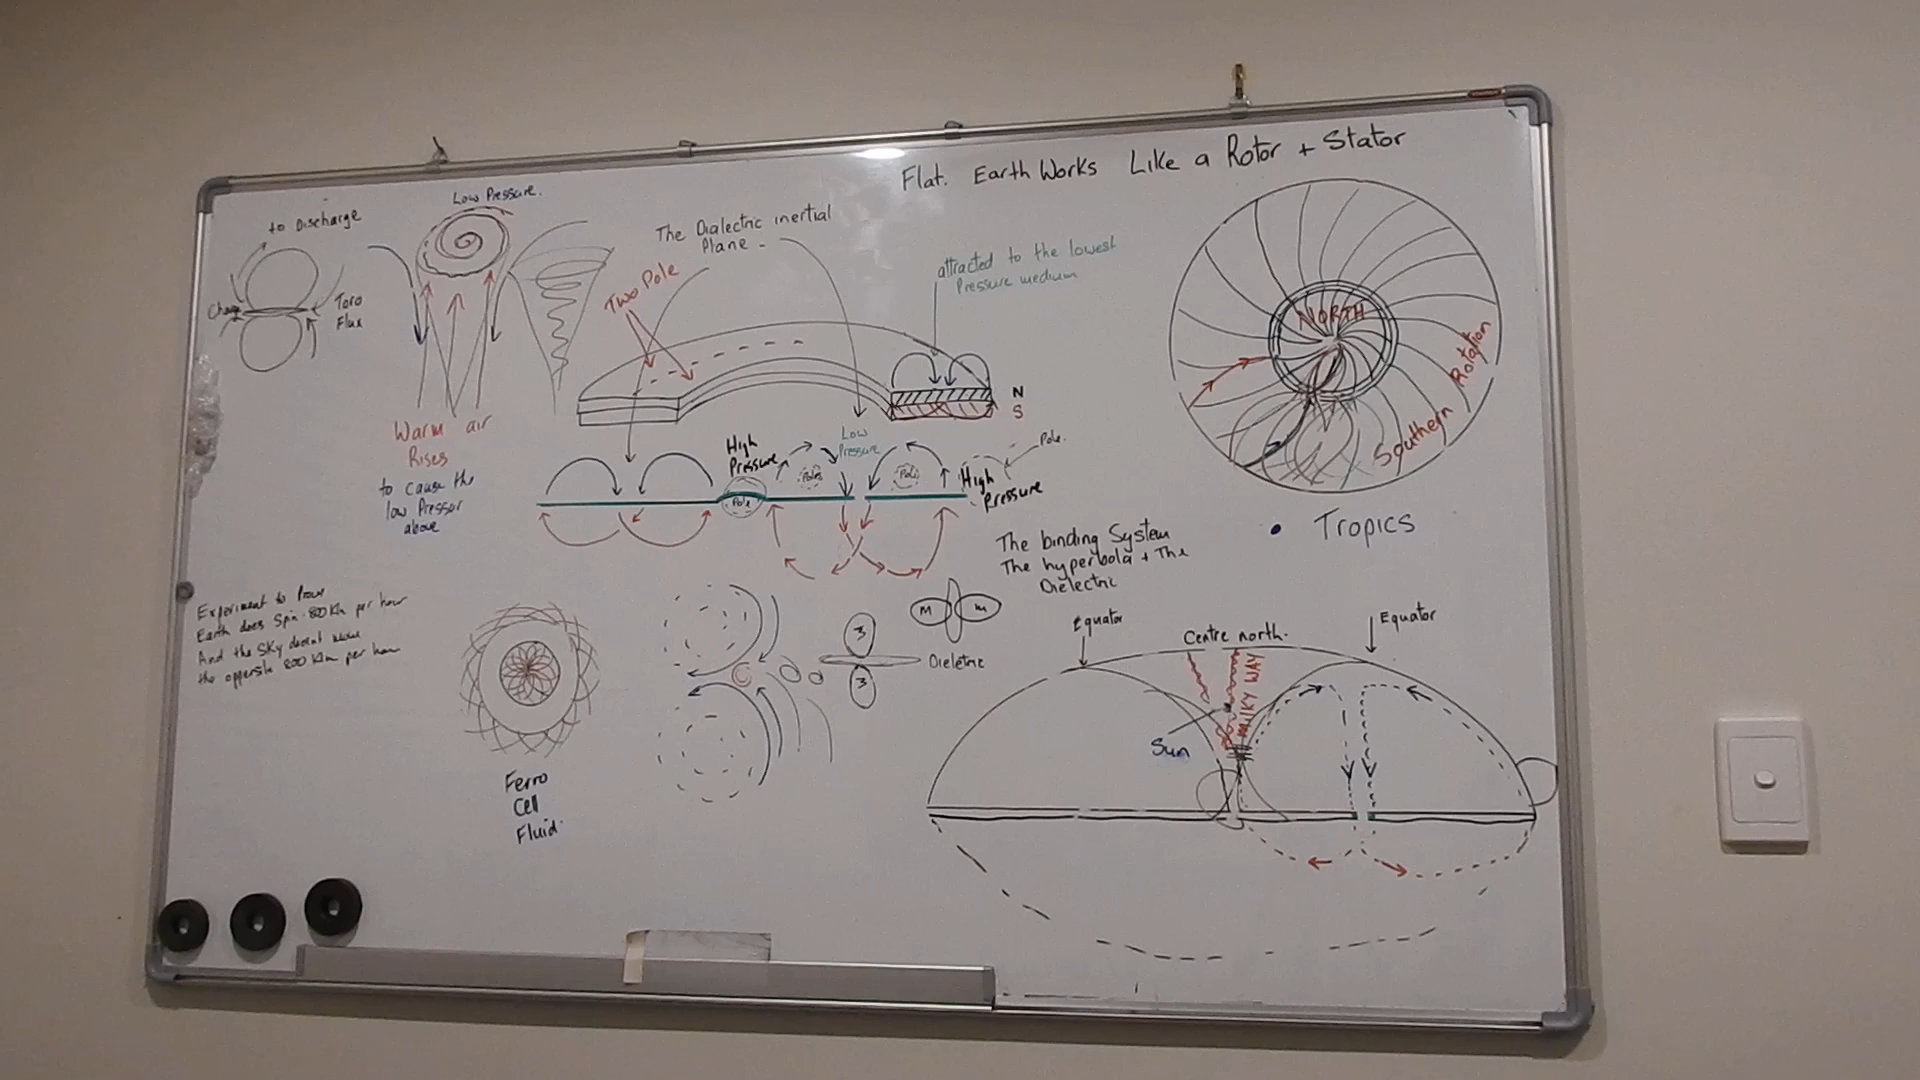 Flat. Earth Works Like a Rotor + Stator
to Discharge
Low Pressure.
Charge
Toro
Flux
The Dialectric inertial
Plane -
Two Pole
attracted to the lowest
Pressure medium
NORTH
Southern Rotation
N
S
Warm air
Rises
to cause the
low Pressor
above
High
Pressure
Low
Pressure
Pole.
Pole
Poles
Pole
High
Pressure
Tropics
The binding System
The hyperbola + The
Dielectric
Experiment to Prove
Earth does Spin 800 Km per hour
And the Sky doesnt move
the opposite 800 Km per hour
M
m
3
3
Dieletric
Equator
Centre north.
Equator
MILKY WAY
Sun
Ferro
Cell
Fluid.